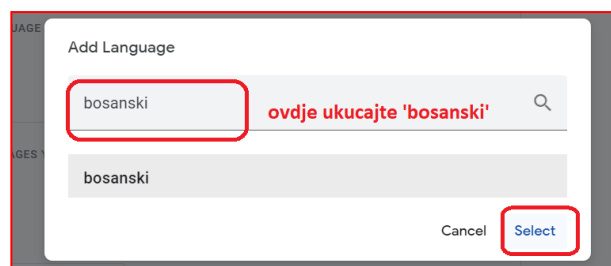 UAGE
Add Language
bosanski
ovdje ukucajte 'bosanski'
AGES Y
bosanski
Cancel
Select